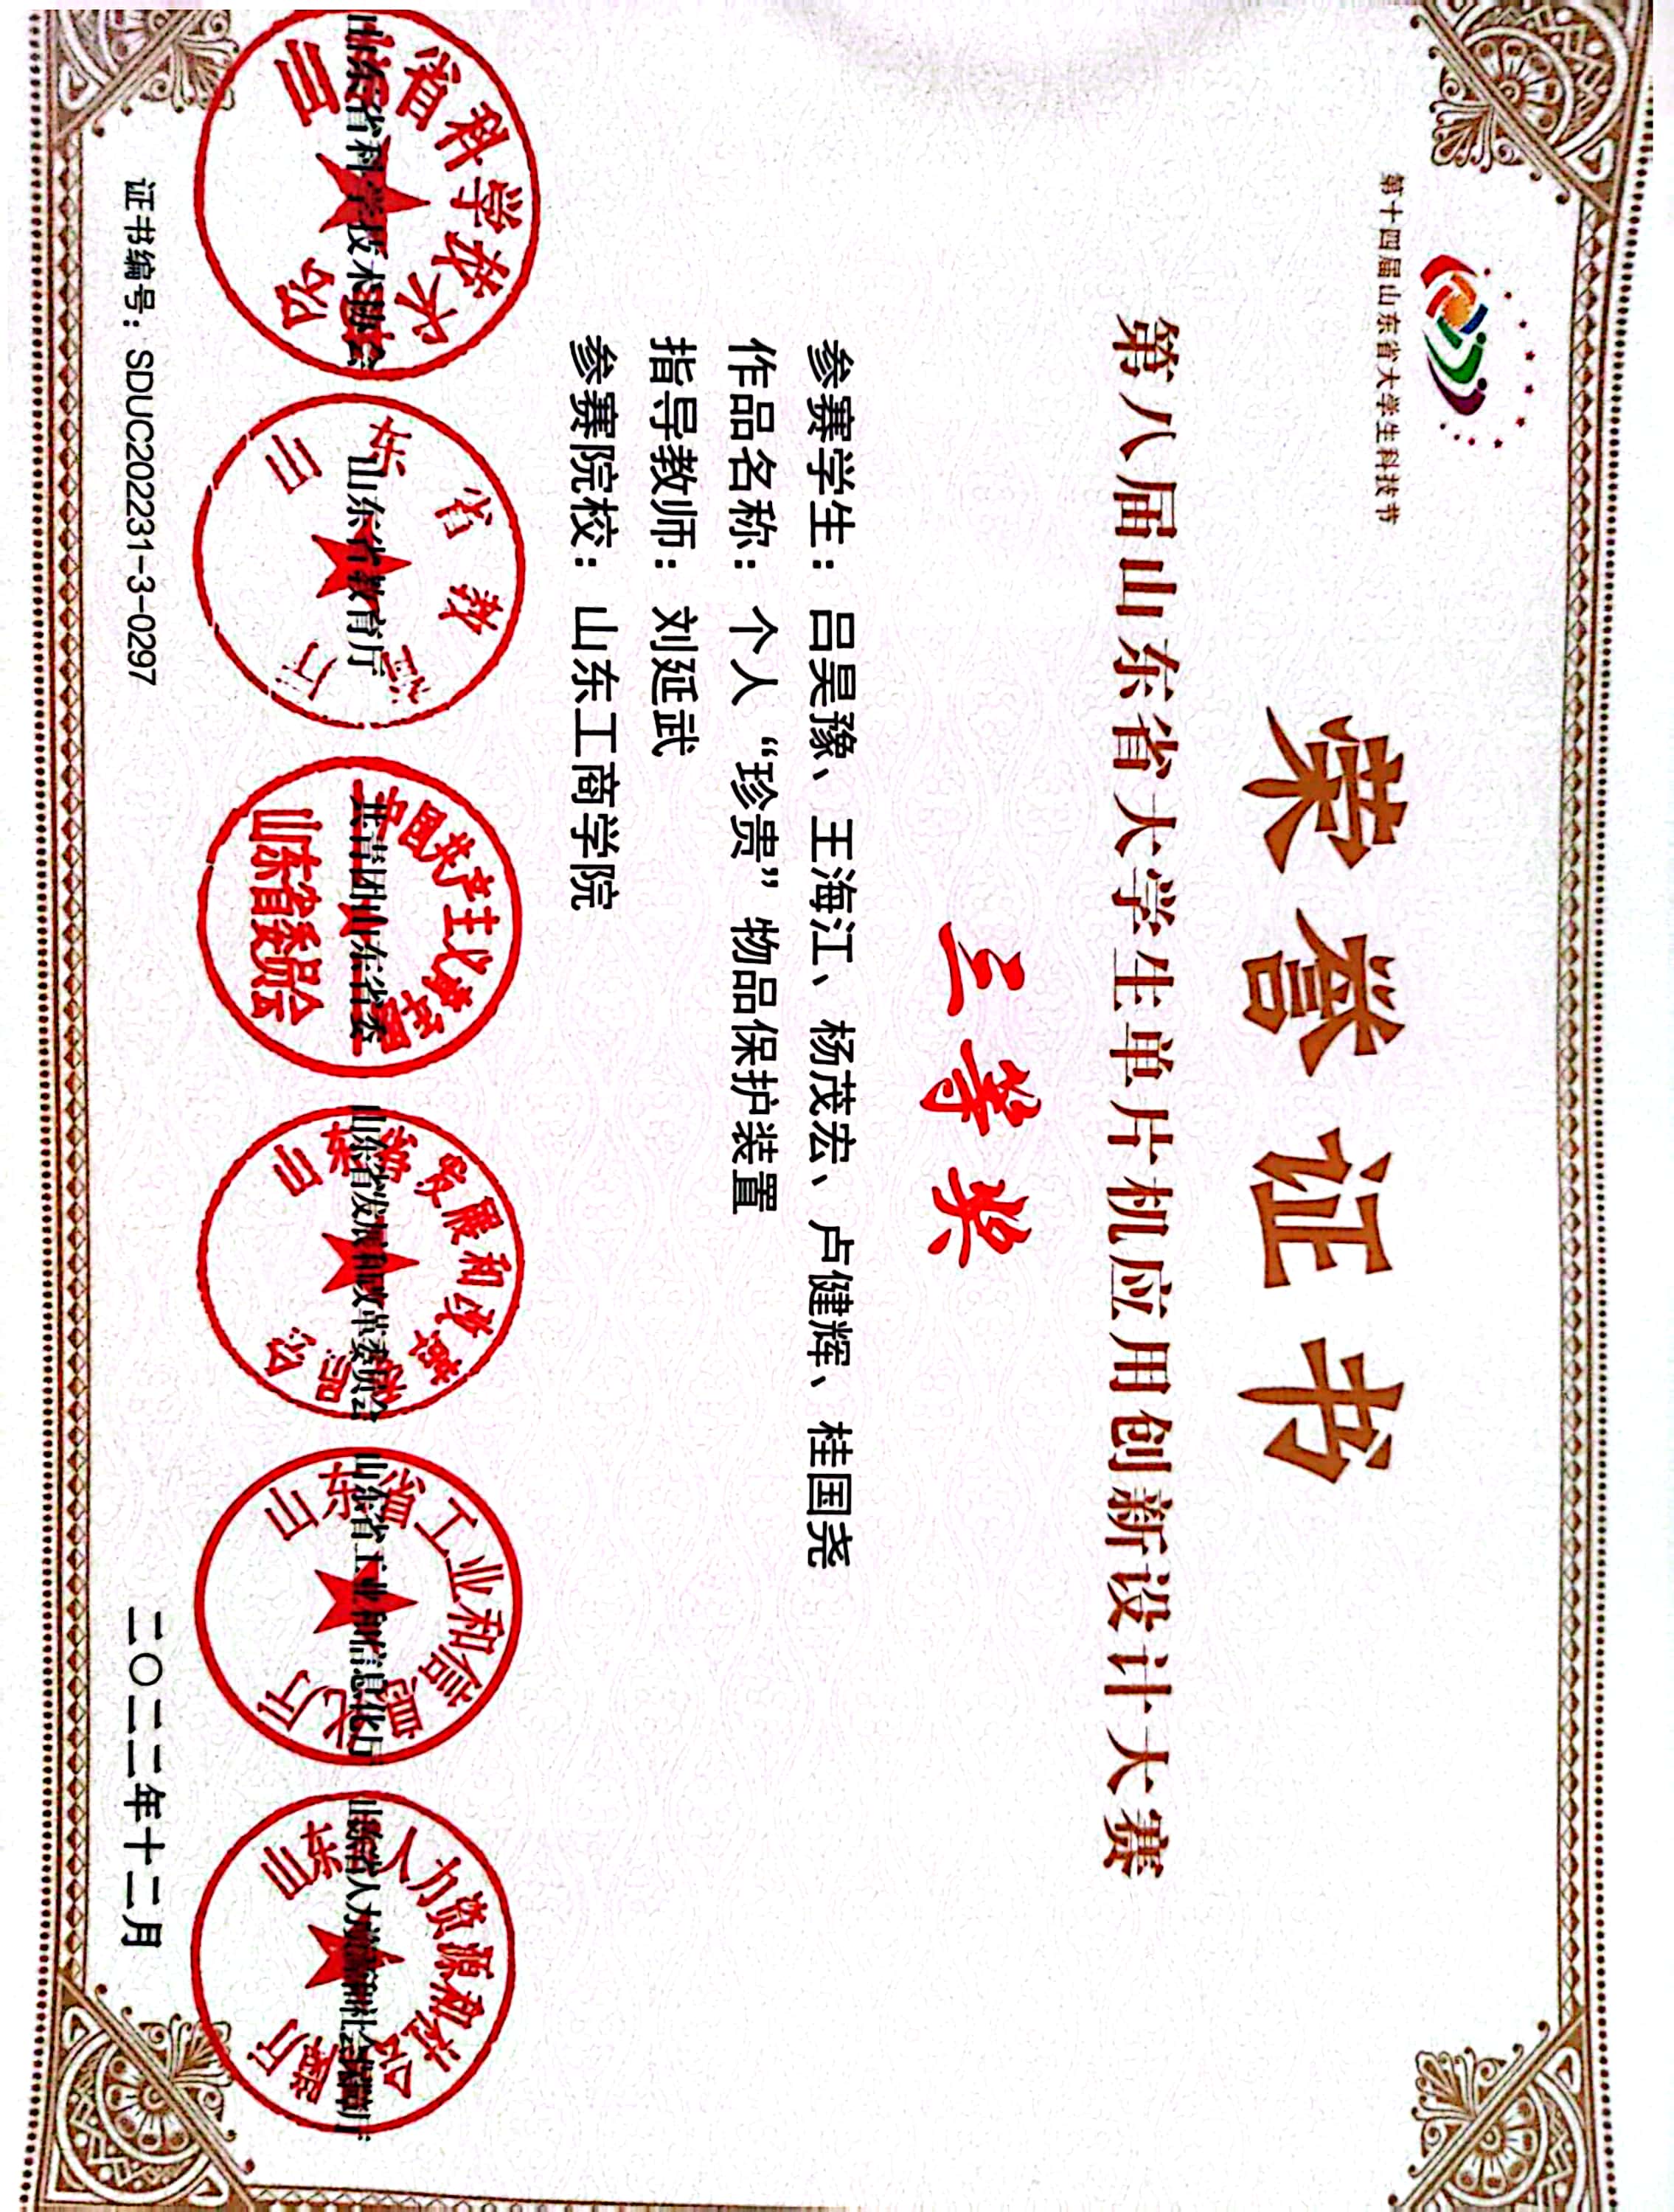 第十四届山东省大学生科技节
荣誉证书
第八届山东省大学生单片机应用创新设计大赛
三等奖
参赛学生：吕昊豫、王海江、杨茂宏、卢健辉、桂国尧
作品名称：个人“珍贵”物品保护装置
指导教师：刘延武
参赛院校：山东工商学院
山东省科学技术协会
山东省教育厅
共青团山东省委
山东省发展和改革委员会
山东省工业和信息化厅
山东省人力资源和社会保障厅
证书编号：SDUC202231-3-0297
二〇二二年十二月